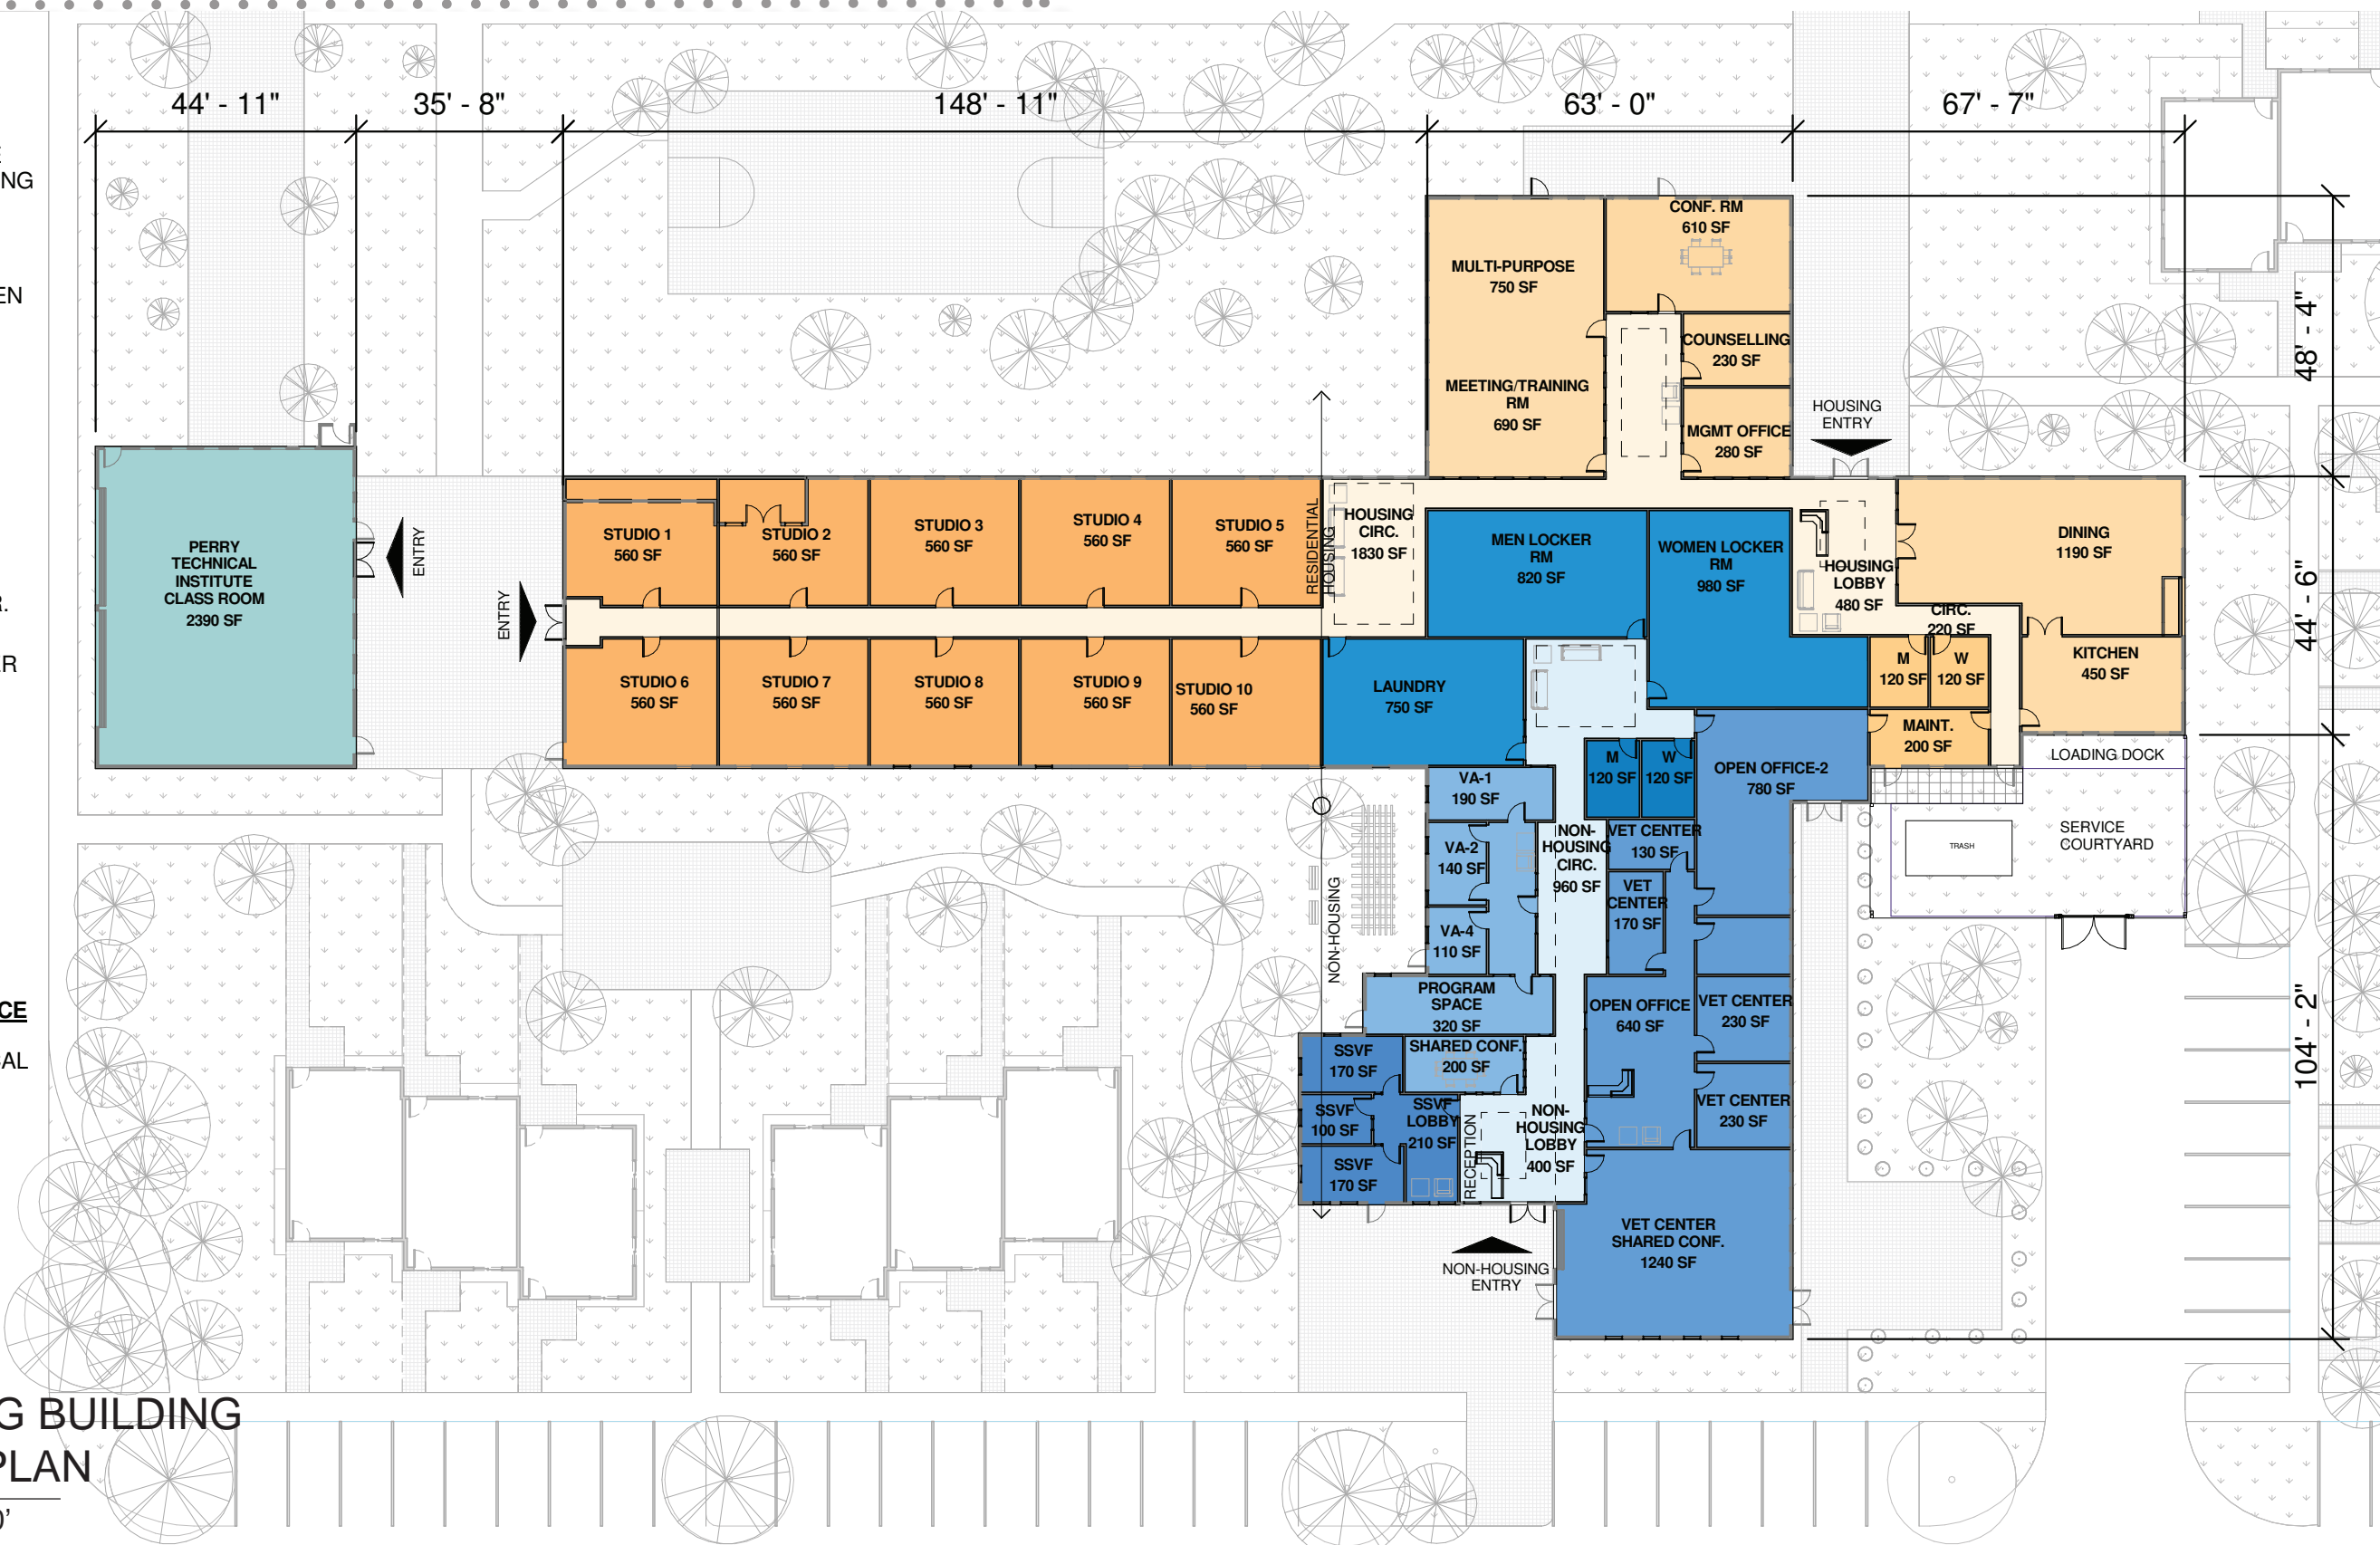 44' - 11"
35' - 8"
148' - 11"
63' - 0"
67' - 7"
48' - 4"
44' - 6"
104' - 2"
NG
EN
R.
ER
CE
CAL
PERRY
TECHNICAL
INSTITUTE
CLASS ROOM
2390 SF
ENTRY
ENTRY
STUDIO 1
560 SF
STUDIO 2
560 SF
STUDIO 3
560 SF
STUDIO 4
560 SF
STUDIO 5
560 SF
STUDIO 6
560 SF
STUDIO 7
560 SF
STUDIO 8
560 SF
STUDIO 9
560 SF
STUDIO 10
560 SF
RESIDENTIAL
HOUSING
HOUSING
CIRC.
1830 SF
MULTI-PURPOSE
750 SF
MEETING/TRAINING
RM
690 SF
CONF. RM
610 SF
COUNSELLING
230 SF
MGMT OFFICE
280 SF
HOUSING
ENTRY
MEN LOCKER
RM
820 SF
WOMEN LOCKER
RM
980 SF
HOUSING
LOBBY
480 SF
DINING
1190 SF
CIRC.
220 SF
M
120 SF
W
120 SF
KITCHEN
450 SF
MAINT.
200 SF
LOADING DOCK
SERVICE
COURTYARD
TRASH
LAUNDRY
750 SF
M
120 SF
W
120 SF
OPEN OFFICE-2
780 SF
VA-1
190 SF
VA-2
140 SF
VA-4
110 SF
NON-
HOUSING
CIRC.
960 SF
VET CENTER
130 SF
VET
CENTER
170 SF
NON-HOUSING
PROGRAM
SPACE
320 SF
OPEN OFFICE
640 SF
VET CENTER
230 SF
VET CENTER
230 SF
SSVF
170 SF
SHARED CONF.
200 SF
SSVF
100 SF
SSVF
LOBBY
210 SF
SSVF
170 SF
RECEPTION
NON-
HOUSING
LOBBY
400 SF
VET CENTER
SHARED CONF.
1240 SF
NON-HOUSING
ENTRY
G BUILDING
PLAN
0'